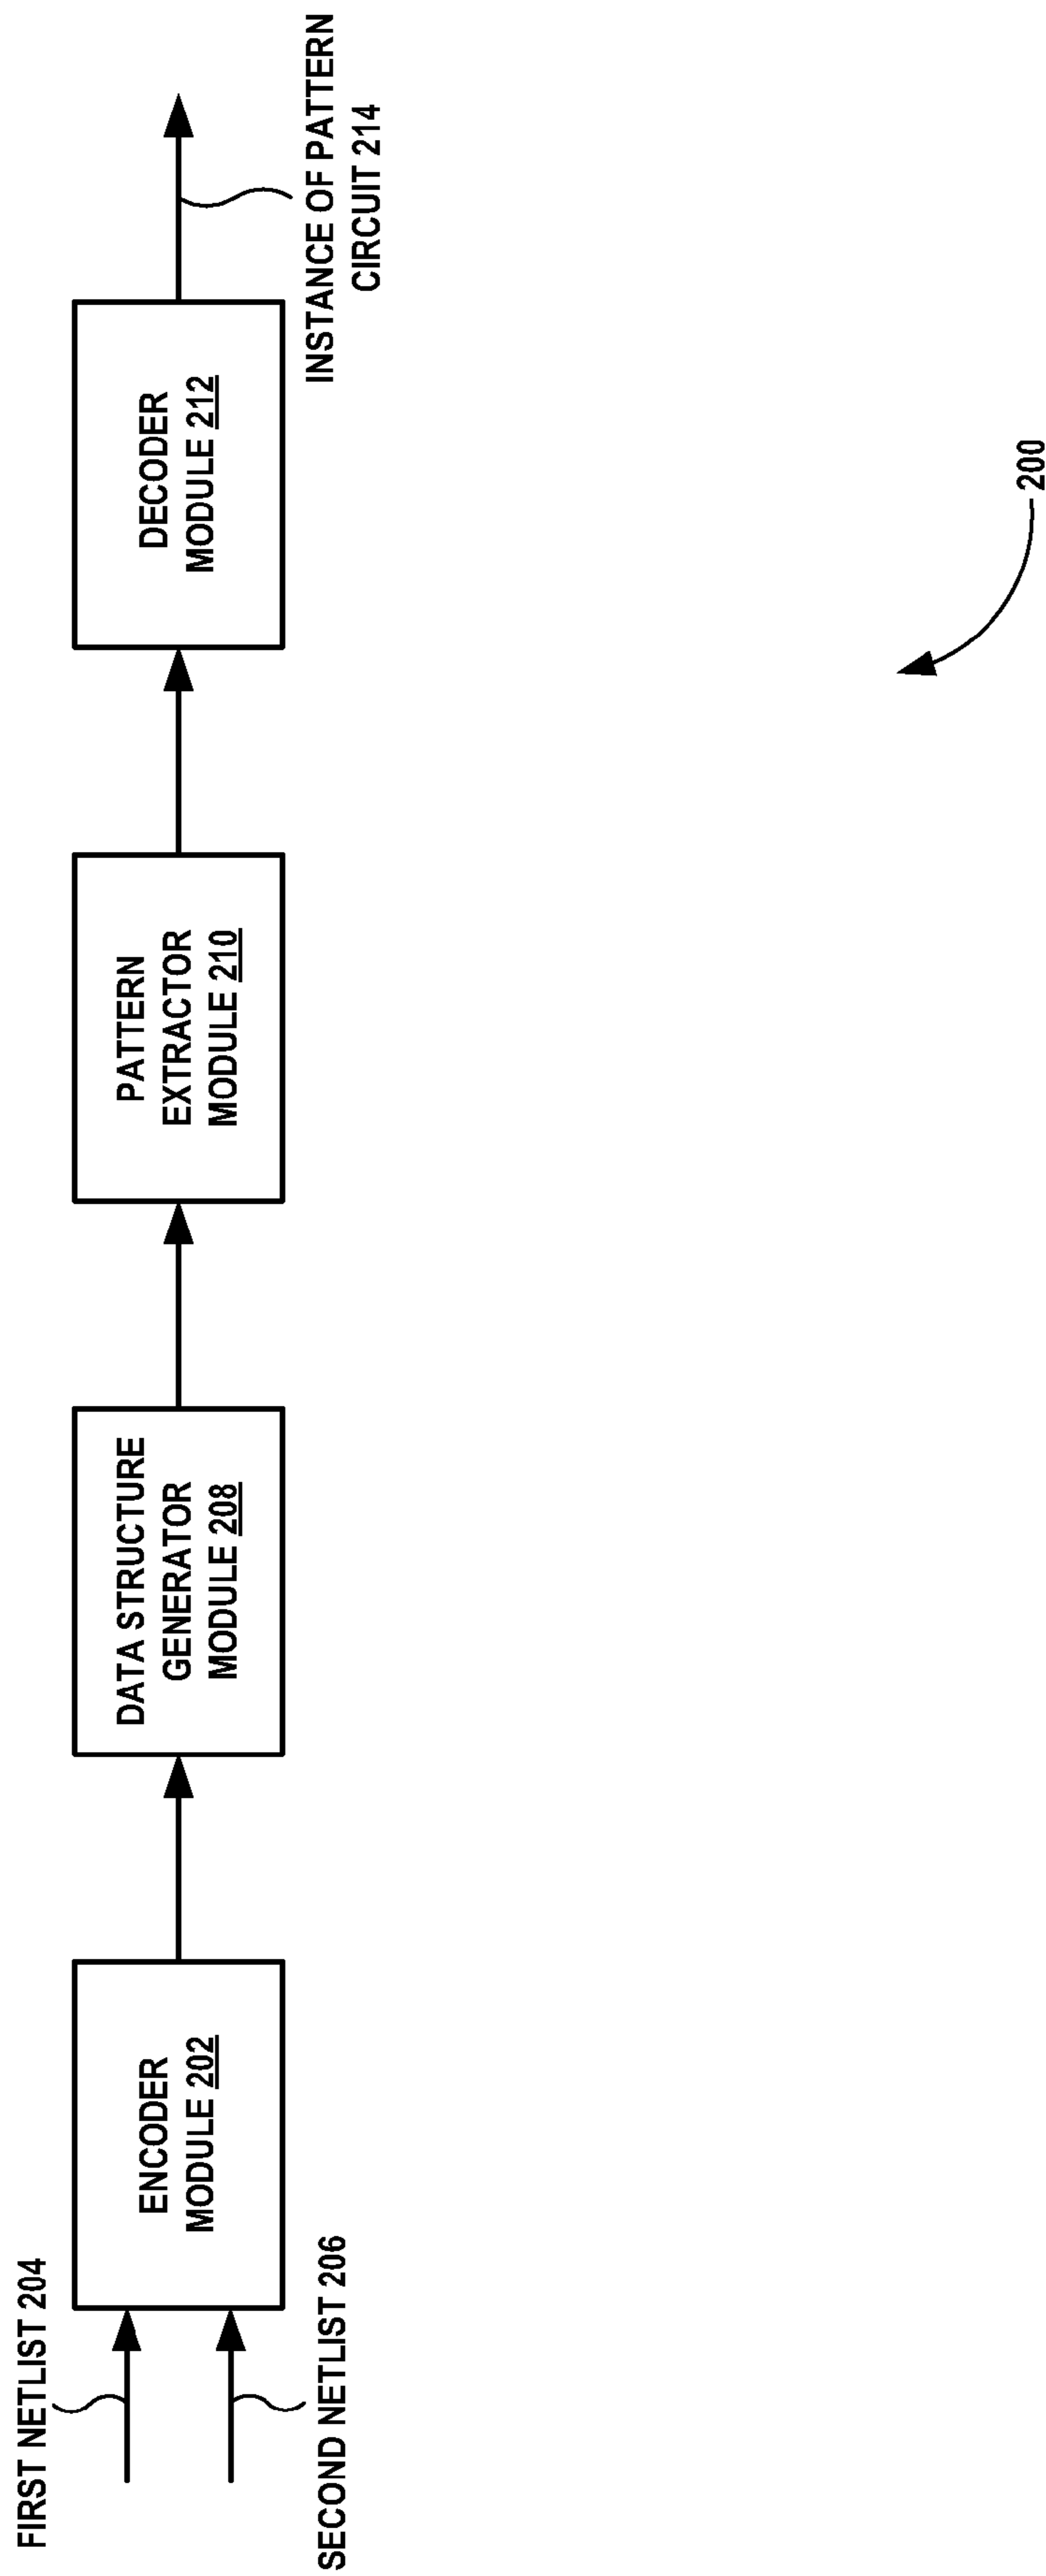 FIRST NETLIST 204
SECOND NETLIST 206
ENCODER
MODULE 202
DATA STRUCTURE
GENERATOR
MODULE 208
PATTERN
EXTRACTOR
MODULE 210
DECODER
MODULE 212
INSTANCE OF PATTERN
CIRCUIT 214
200